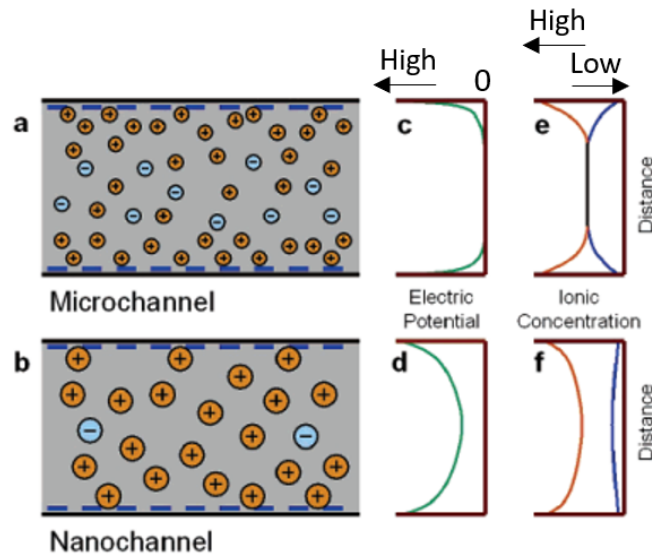 High
High
0
Low
a
c
e
Distance
Microchannel
Electric
Potential
Ionic
Concentration
b
d
f
Distance
Nanochannel